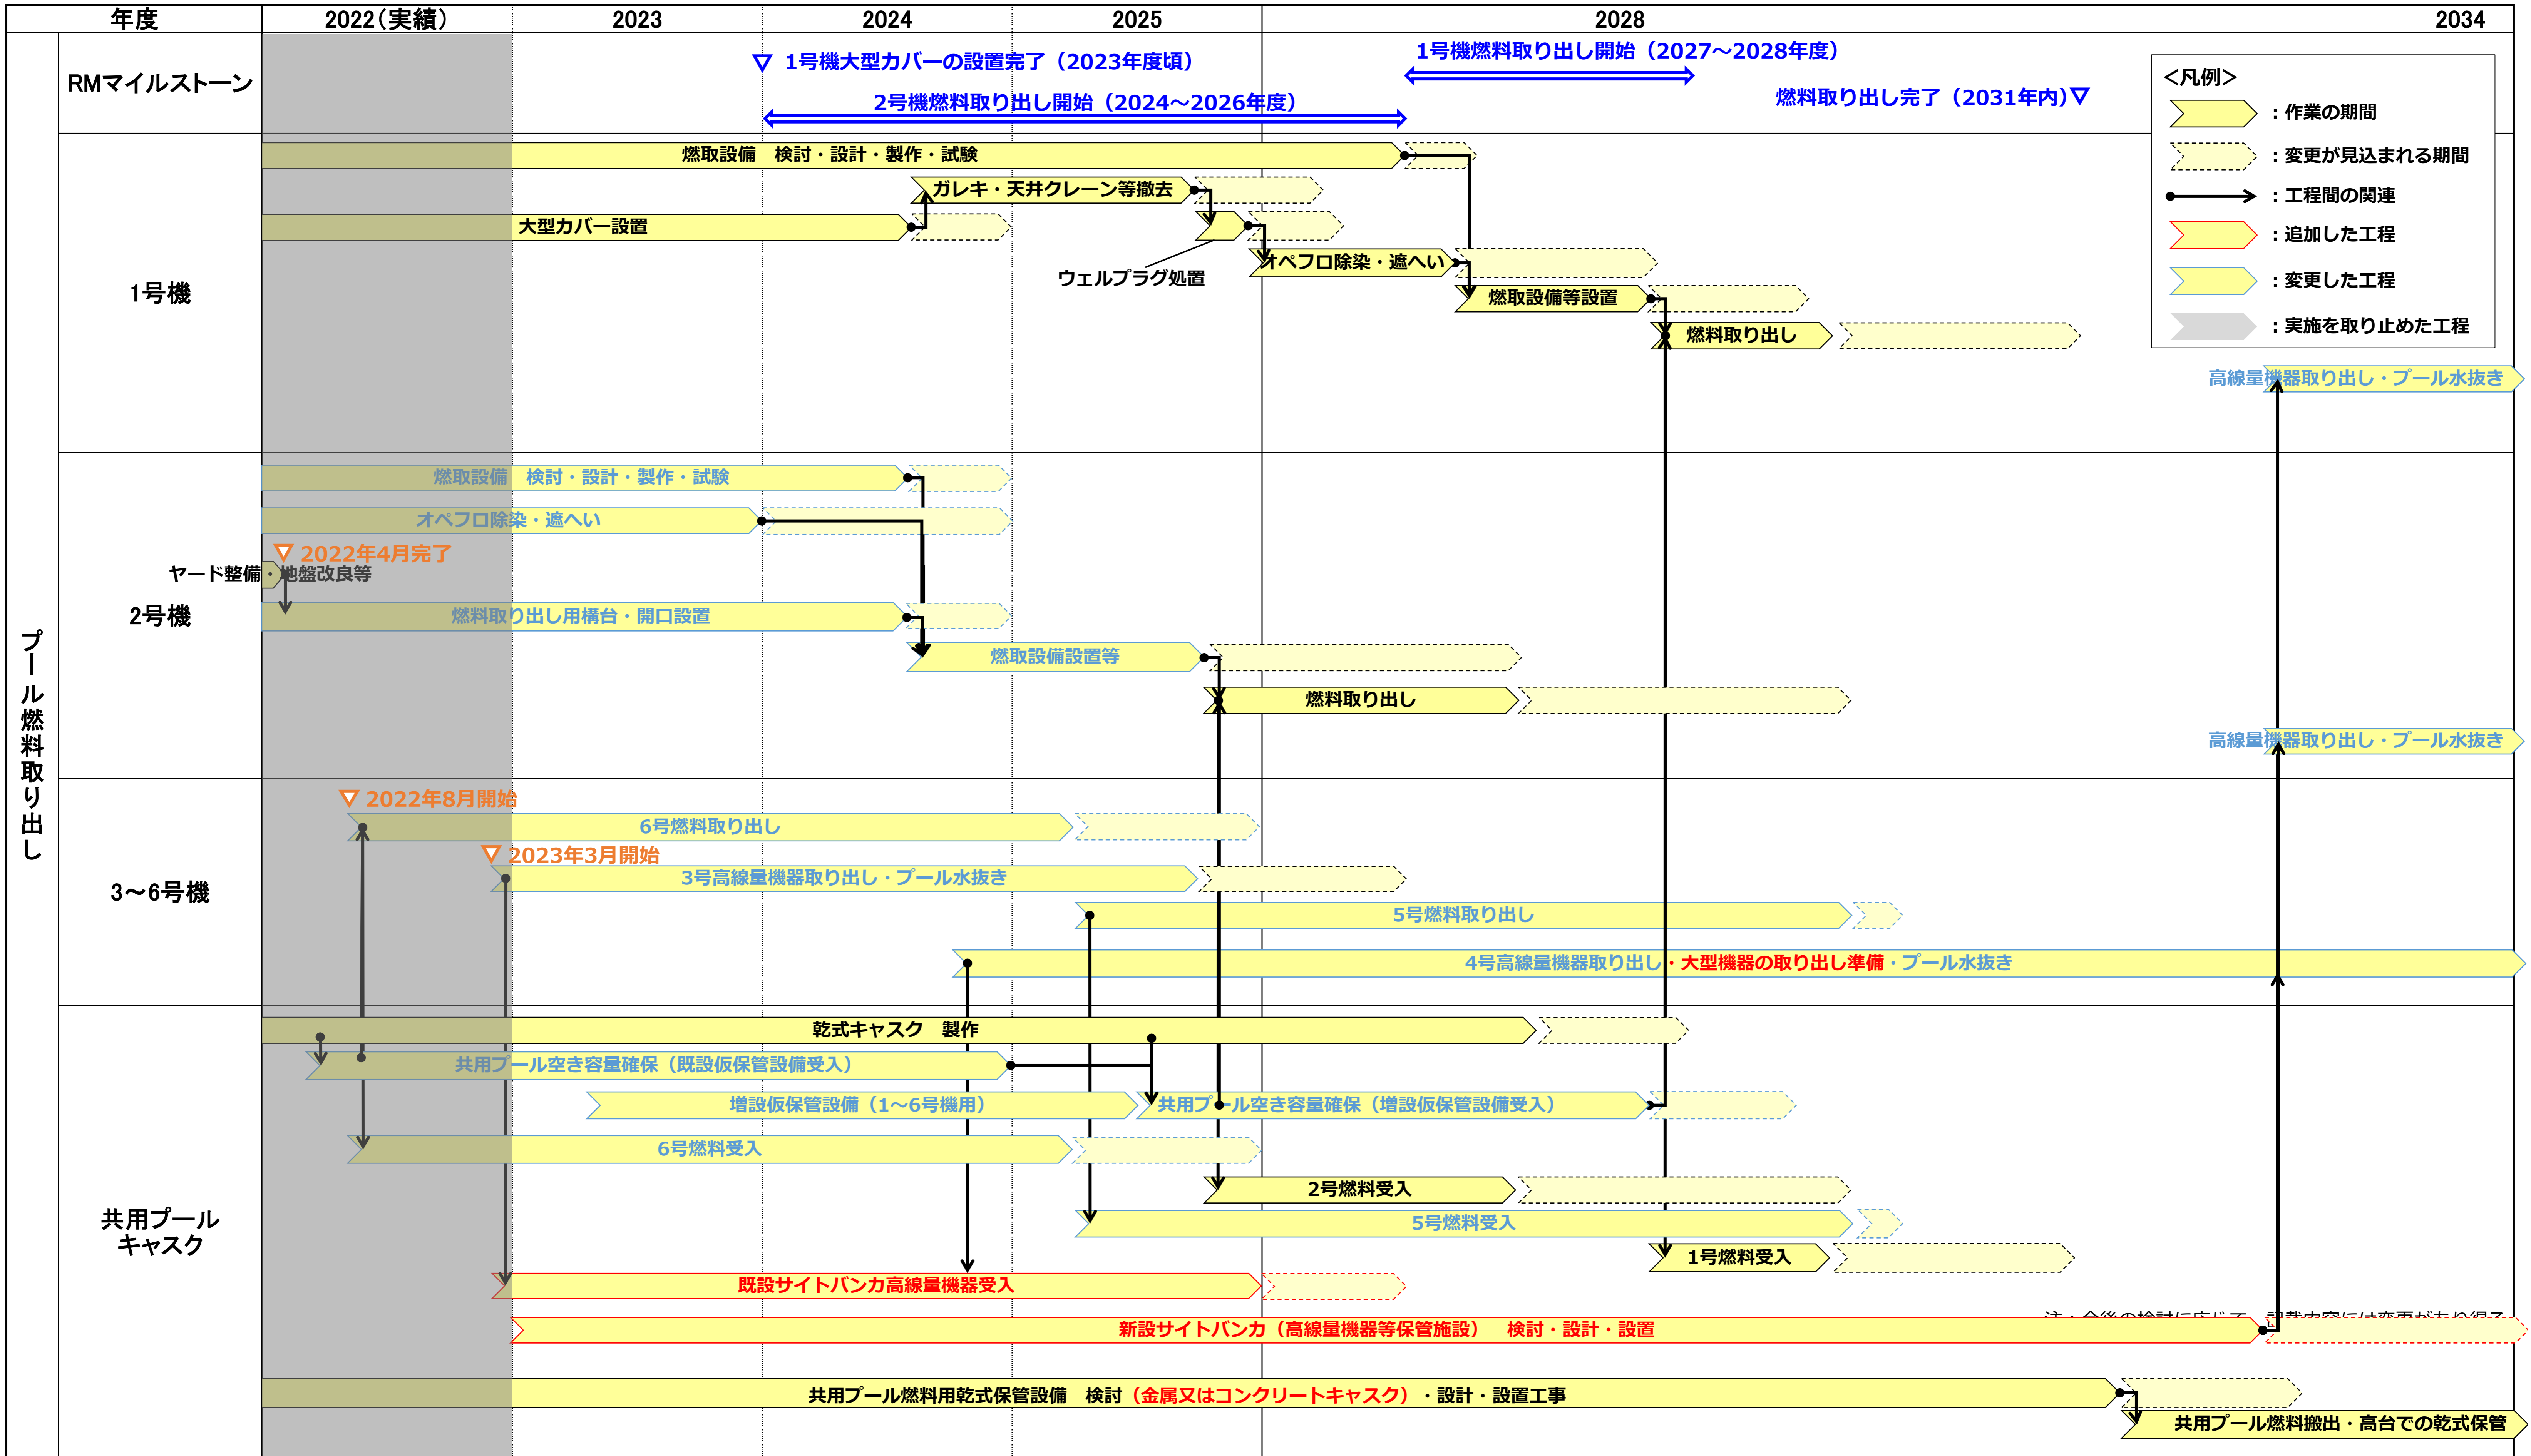 年度 2022(実績) 2023 2024 2025 2028 2034
プール燃料取り出し
RMマイルストーン
1号機大型カバーの設置完了（2023年度頃）
1号機燃料取り出し開始（2027～2028年度）
2号機燃料取り出し開始（2024～2026年度）
燃料取り出し完了（2031年内）
＜凡例＞
：作業の期間
：変更が見込まれる期間
：工程間の関連
：追加した工程
：変更した工程
：実施を取り止めた工程
1号機
燃取設備　検討・設計・製作・試験
ガレキ・天井クレーン等撤去
大型カバー設置
ウェルプラグ処置
オペフロ除染・遮へい
燃取設備等設置
燃料取り出し
高線量機器取り出し・プール水抜き
2号機
燃取設備　検討・設計・製作・試験
オペフロ除染・遮へい
2022年4月完了
ヤード整備・地盤改良等
燃料取り出し用構台・開口設置
燃取設備設置等
燃料取り出し
高線量機器取り出し・プール水抜き
3～6号機
2022年8月開始
6号燃料取り出し
2023年3月開始
3号高線量機器取り出し・プール水抜き
5号燃料取り出し
4号高線量機器取り出し・大型機器の取り出し準備・プール水抜き
共用プール
キャスク
乾式キャスク　製作
共用プール空き容量確保（既設仮保管設備受入）
増設仮保管設備（1～6号機用）
共用プール空き容量確保（増設仮保管設備受入）
6号燃料受入
2号燃料受入
5号燃料受入
1号燃料受入
既設サイトバンカ高線量機器受入
新設サイトバンカ（高線量機器等保管施設）　検討・設計・設置
共用プール燃料用乾式保管設備　検討（金属又はコンクリートキャスク）・設計・設置工事
共用プール燃料搬出・高台での乾式保管